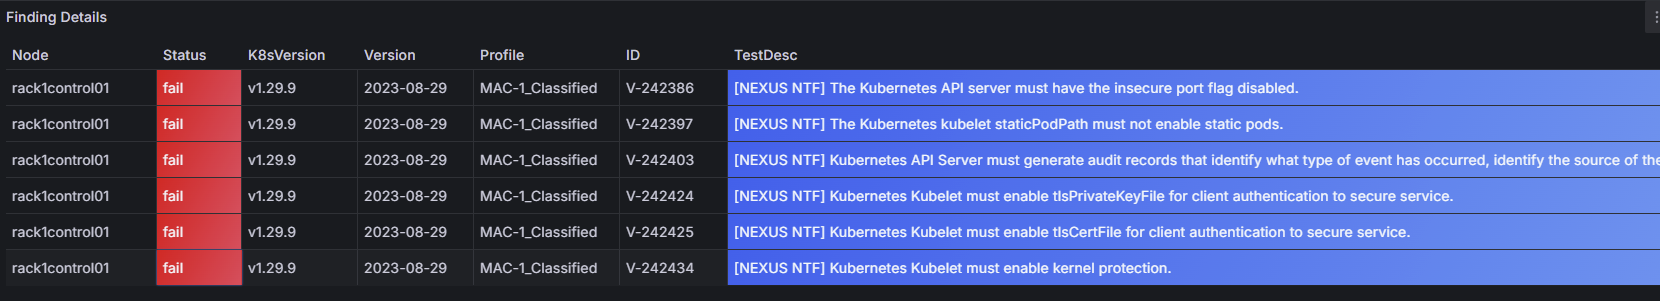 Finding Details
Node Status K8sVersion Version Profile ID TestDesc
rack1control01 fail v1.29.9 2023-08-29 MAC-1_Classified V-242386 [NEXUS NTF] The Kubernetes API server must have the insecure port flag disabled.
rack1control01 fail v1.29.9 2023-08-29 MAC-1_Classified V-242397 [NEXUS NTF] The Kubernetes kubelet staticPodPath must not enable static pods.
rack1control01 fail v1.29.9 2023-08-29 MAC-1_Classified V-242403 [NEXUS NTF] Kubernetes API Server must generate audit records that identify what type of event has occurred, identify the source of the
rack1control01 fail v1.29.9 2023-08-29 MAC-1_Classified V-242424 [NEXUS NTF] Kubernetes Kubelet must enable tlsPrivateKeyFile for client authentication to secure service.
rack1control01 fail v1.29.9 2023-08-29 MAC-1_Classified V-242425 [NEXUS NTF] Kubernetes Kubelet must enable tlsCertFile for client authentication to secure service.
rack1control01 fail v1.29.9 2023-08-29 MAC-1_Classified V-242434 [NEXUS NTF] Kubernetes Kubelet must enable kernel protection.